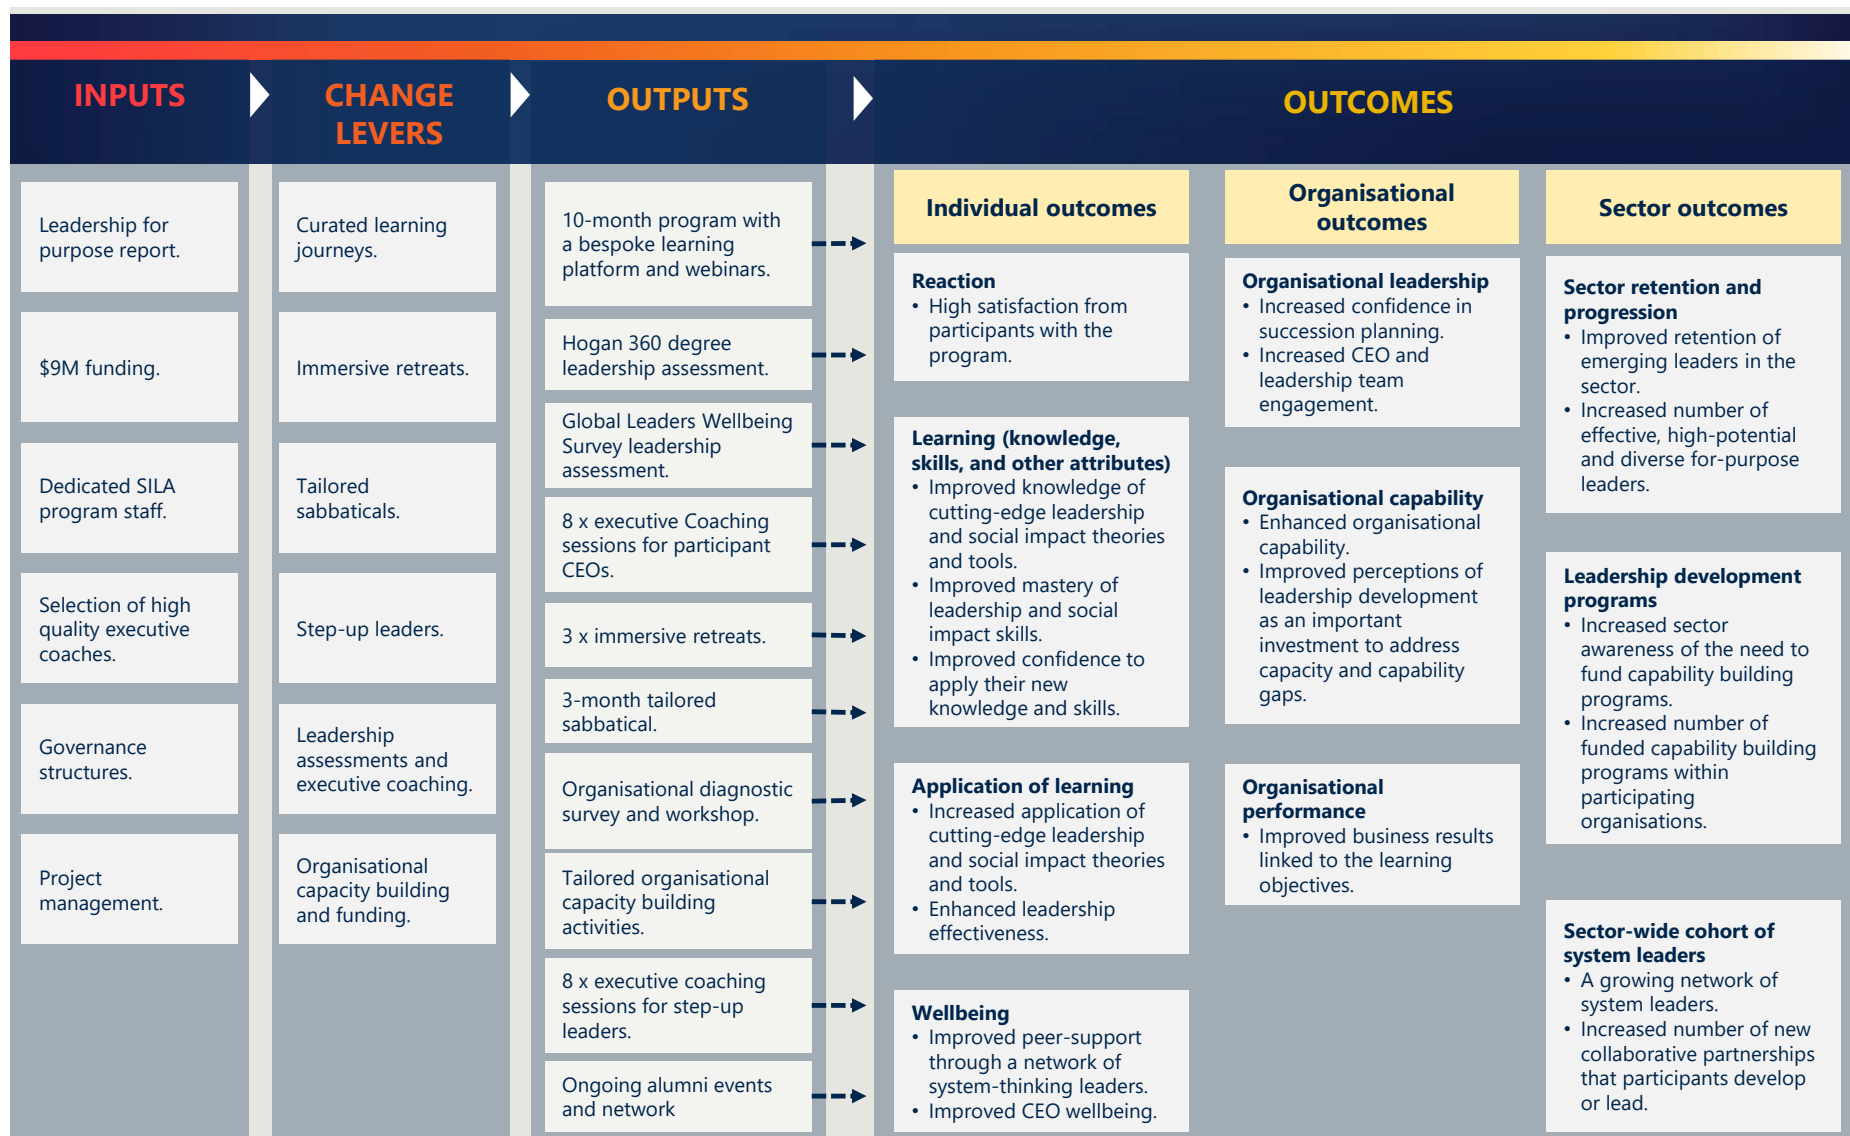 INPUTS
CHANGE
LEVERS
OUTPUTS
OUTCOMES
Leadership for
purpose report.
$9M funding.
Dedicated SILA
program staff.
Selection of high
quality executive
coaches.
Governance
structures.
Project
management.
Curated learning
journeys.
Immersive retreats.
Tailored
sabbaticals.
Step-up leaders.
Leadership
assessments and
executive coaching.
Organisational
capacity building
and funding.
10-month program with
a bespoke learning
platform and webinars.
Hogan 360 degree
leadership assessment.
Global Leaders Wellbeing
Survey leadership
assessment.
8 x executive Coaching
sessions for participant
CEOs.
3 x immersive retreats.
3-month tailored
sabbatical.
Organisational diagnostic
survey and workshop.
Tailored organisational
capacity building
activities.
8 x executive coaching
sessions for step-up
leaders.
Ongoing alumni events
and network
Individual outcomes
Reaction
• High satisfaction from
participants with the
program.
Learning (knowledge,
skills, and other attributes)
• Improved knowledge of
cutting-edge leadership
and social impact theories
and tools.
• Improved mastery of
leadership and social
impact skills.
• Improved confidence to
apply their new
knowledge and skills.
Application of learning
• Increased application of
cutting-edge leadership
and social impact theories
and tools.
• Enhanced leadership
effectiveness.
Wellbeing
• Improved peer-support
through a network of
system-thinking leaders.
• Improved CEO wellbeing.
Organisational
outcomes
Organisational leadership
• Increased confidence in
succession planning.
• Increased CEO and
leadership team
engagement.
Organisational capability
• Enhanced organisational
capability.
• Improved perceptions of
leadership development
as an important
investment to address
capacity and capability
gaps.
Organisational
performance
• Improved business results
linked to the learning
objectives.
Sector outcomes
Sector retention and
progression
• Improved retention of
emerging leaders in the
sector.
• Increased number of
effective, high-potential
and diverse for-purpose
leaders.
Leadership development
programs
• Increased sector
awareness of the need to
fund capability building
programs.
• Increased number of
funded capability building
programs within
participating
organisations.
Sector-wide cohort of
system leaders
• A growing network of
system leaders.
• Increased number of new
collaborative partnerships
that participants develop
or lead.